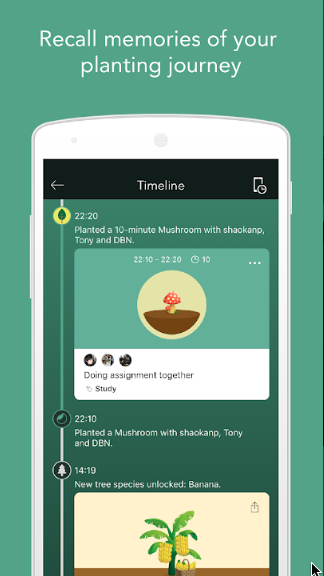 Recall memories of your
planting journey
Timeline
22:20
Planted a 10-minute Mushroom with shaokanp,
Tony and DBN.
22:10 - 22:20 10
Doing assignment together
Study
22:10
Planted a Mushroom with shaokanp, Tony
and DBN.
14:19
New tree species unlocked: Banana.